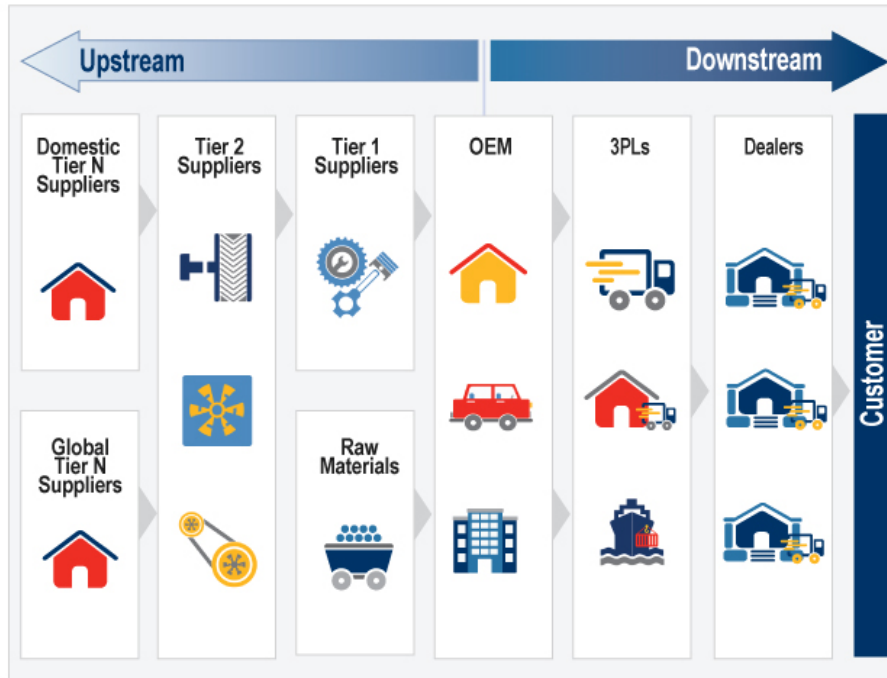 Upstream
Downstream
Domestic
Tier N
Suppliers
Tier 2
Suppliers
Tier 1
Suppliers
OEM
3PLs
Dealers
Global
Tier N
Suppliers
Raw
Materials
Customer